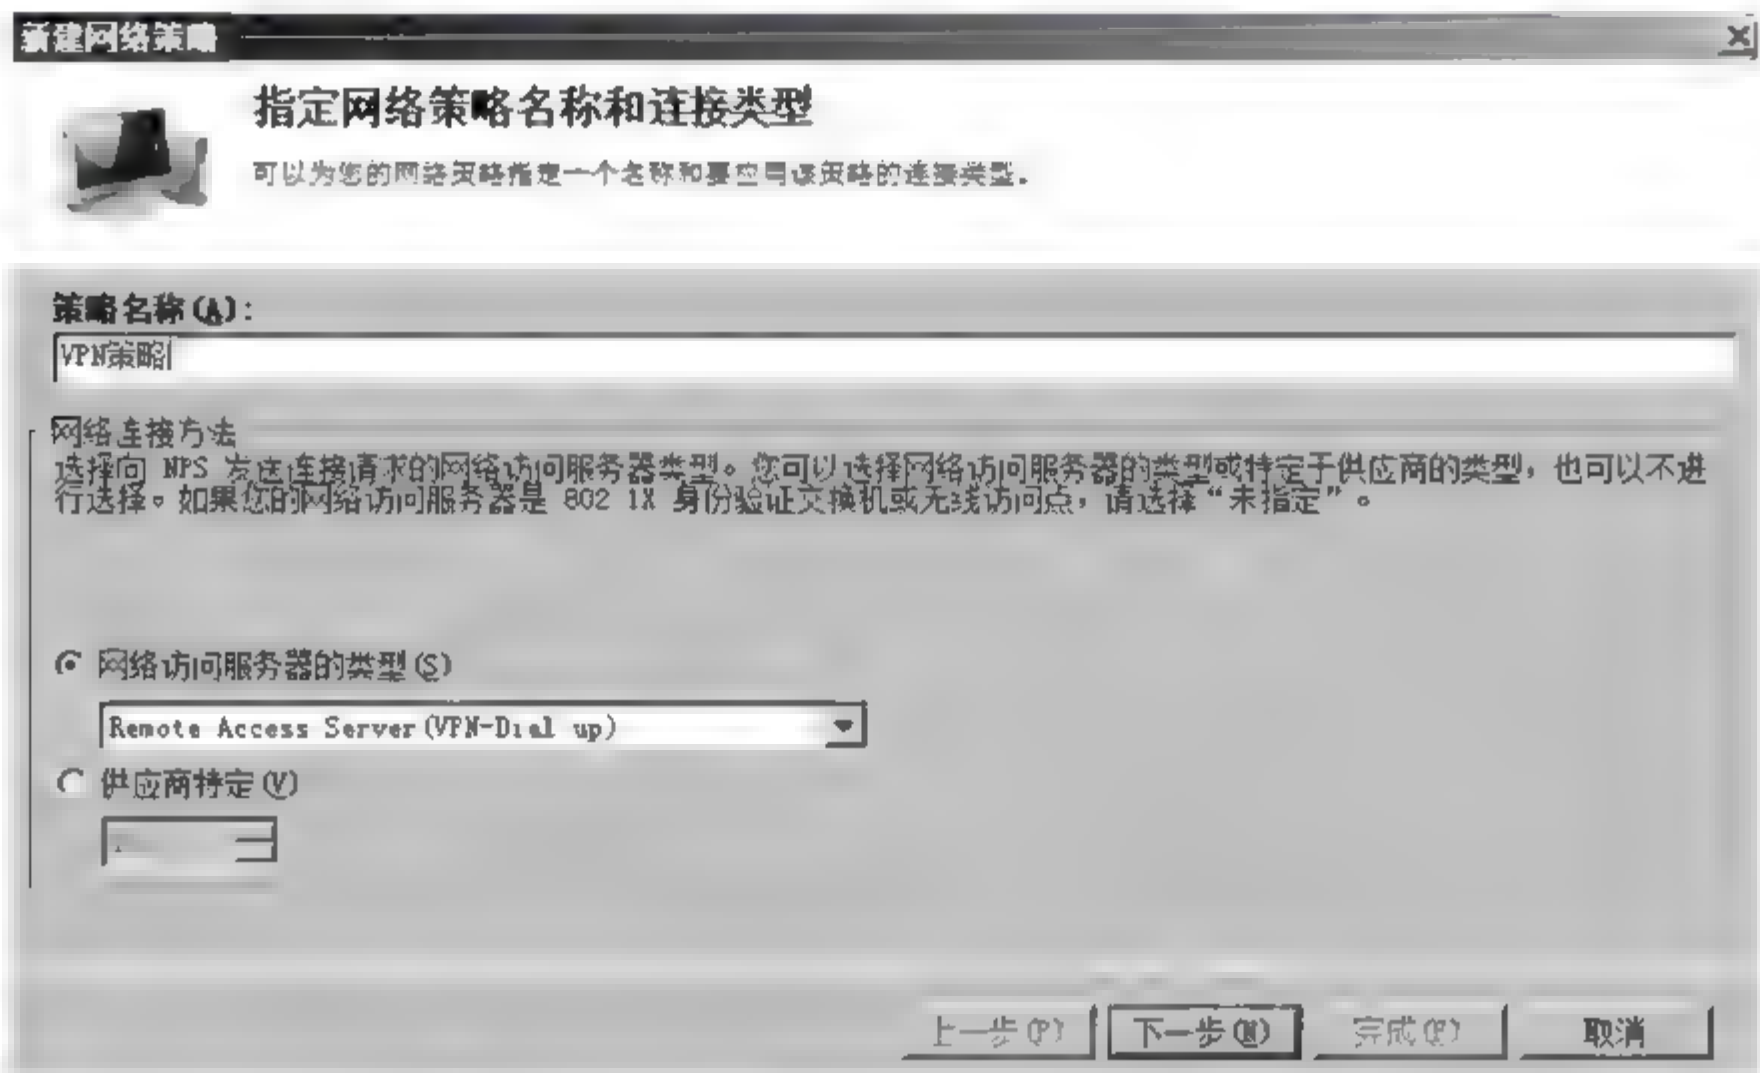 新建网络策略
指定网络策略名称和连接类型
可以为您的网络策略指定一个名称和要应用该策略的连接类型。
策略名称(A):
VPN策略
网络连接方法
选择向 NPS 发送连接请求的网络访问服务器类型。您可以选择网络访问服务器的类型或特定于供应商的类型，也可以不进
行选择。如果您的网络访问服务器是 802 1X 身份验证交换机或无线访问点，请选择“未指定”。
网络访问服务器的类型(S)
Remote Access Server(VPN-Dial up)
供应商特定(V)
上一步(P)
下一步(N)
完成(F)
取消